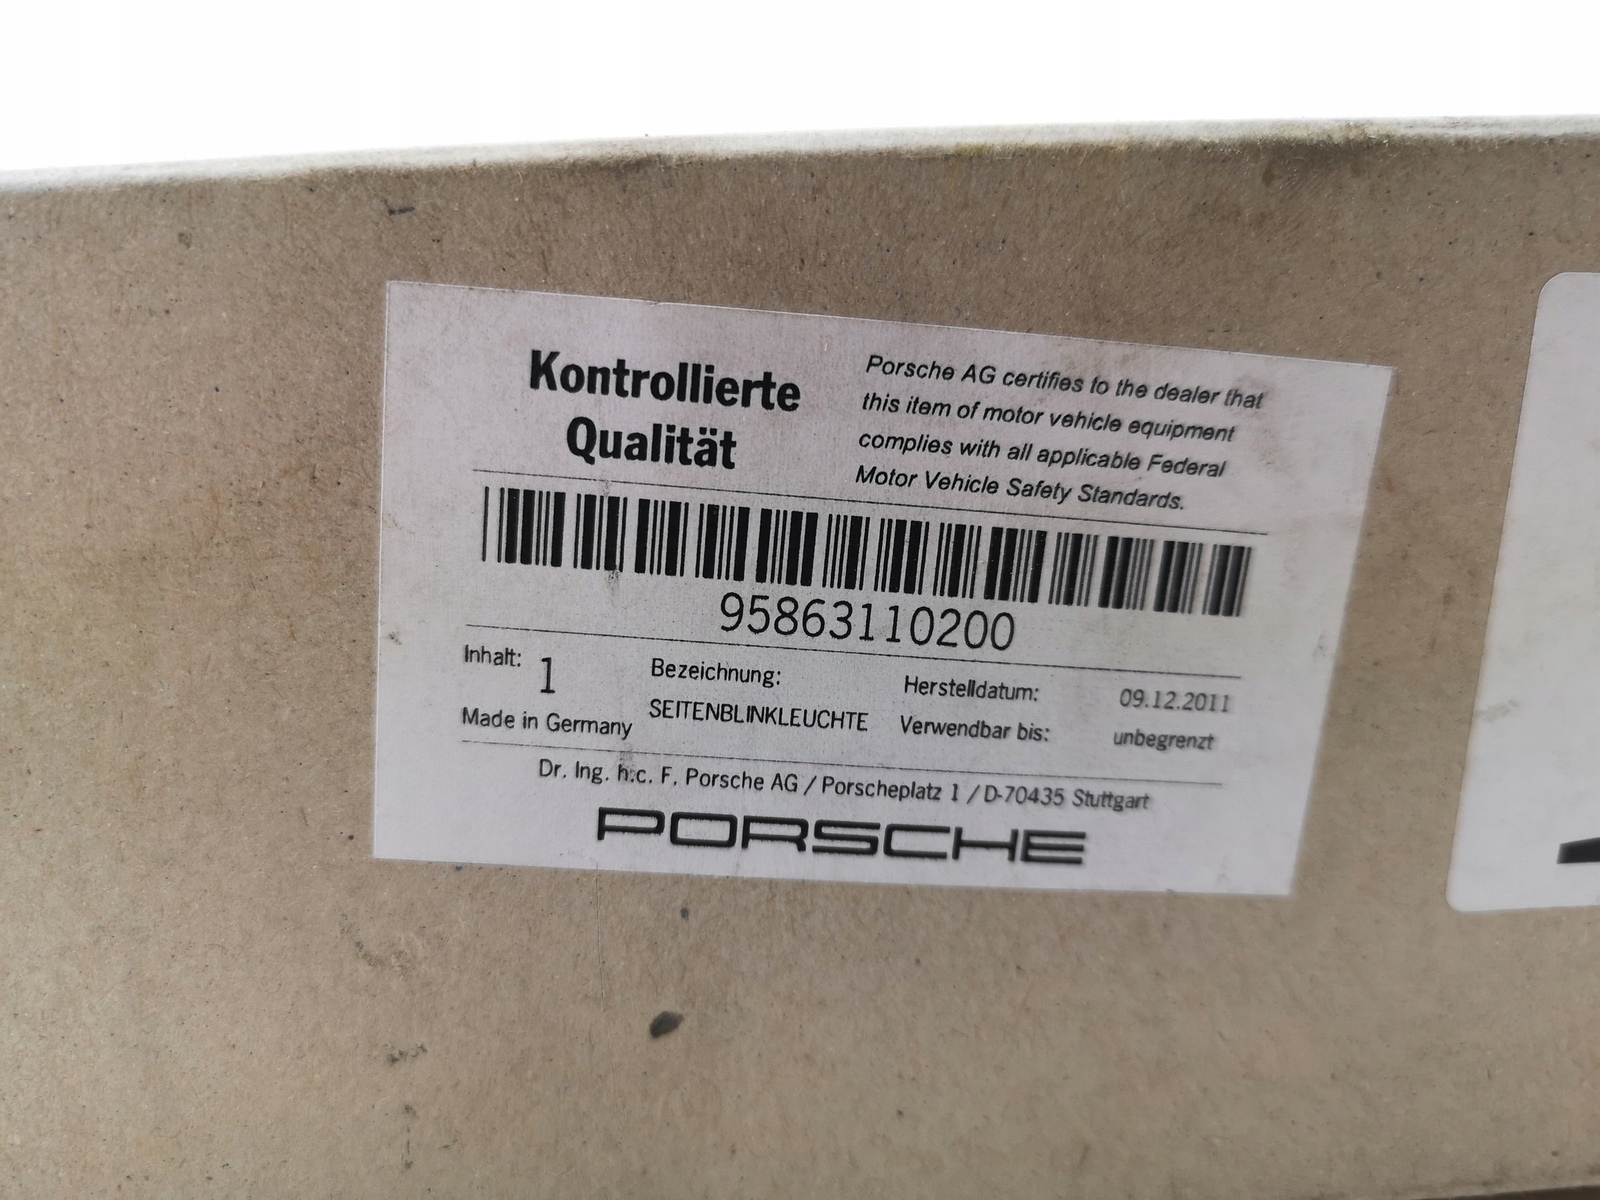 Kontrollierte
Qualität
Porsche AG certifies to the dealer that
this item of motor vehicle equipment
complies with all applicable Federal
Motor Vehicle Safety Standards.
95863110200
Inhalt: 1
Made in Germany
Bezeichnung:
SEITENBLINKLEUCHTE
Herstelldatum: 09.12.2011
Verwendbar bis: unbegrenzt
Dr. Ing. h.c. F. Porsche AG / Porscheplatz 1 / D-70435 Stuttgart
PORSCHE